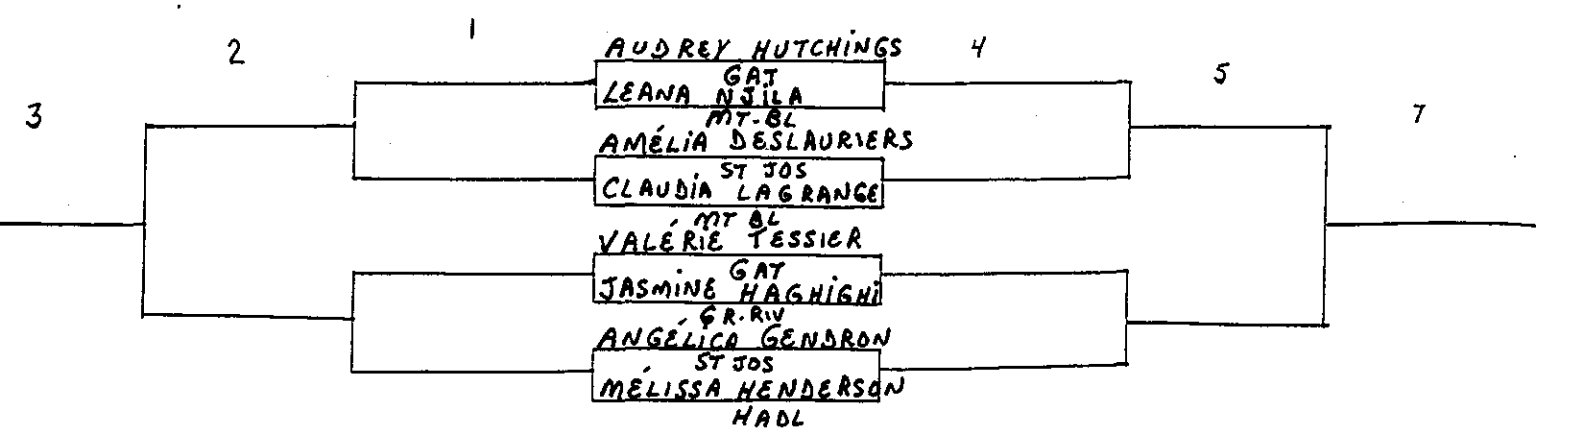 1
2
3
4
5
7
AUDREY HUTCHINGS
GAT
LEANA NJILA
MT-BL
AMÉLIA DESLAURIERS
ST JOS
CLAUDIA LAGRANGE
MT BL
VALÉRIE TESSIER
GAT
JASMINE HAGHIGHI
GR.RIV
ANGÉLICA GENDRON
ST JOS
MÉLISSA HENDERSON
HADL